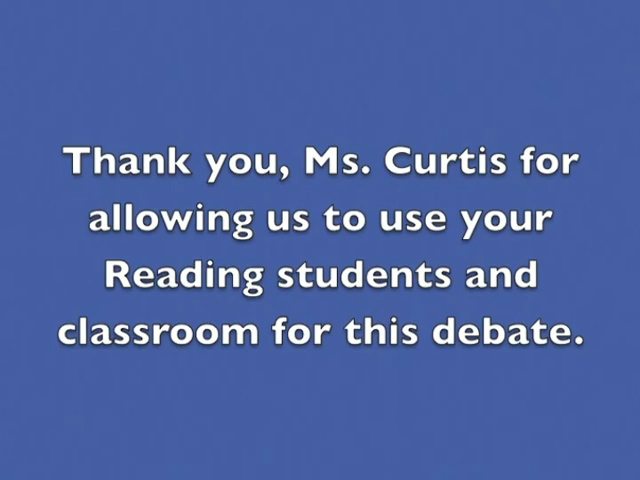 Thank you, Ms. Curtis for
allowing us to use your
Reading students and
classroom for this debate.